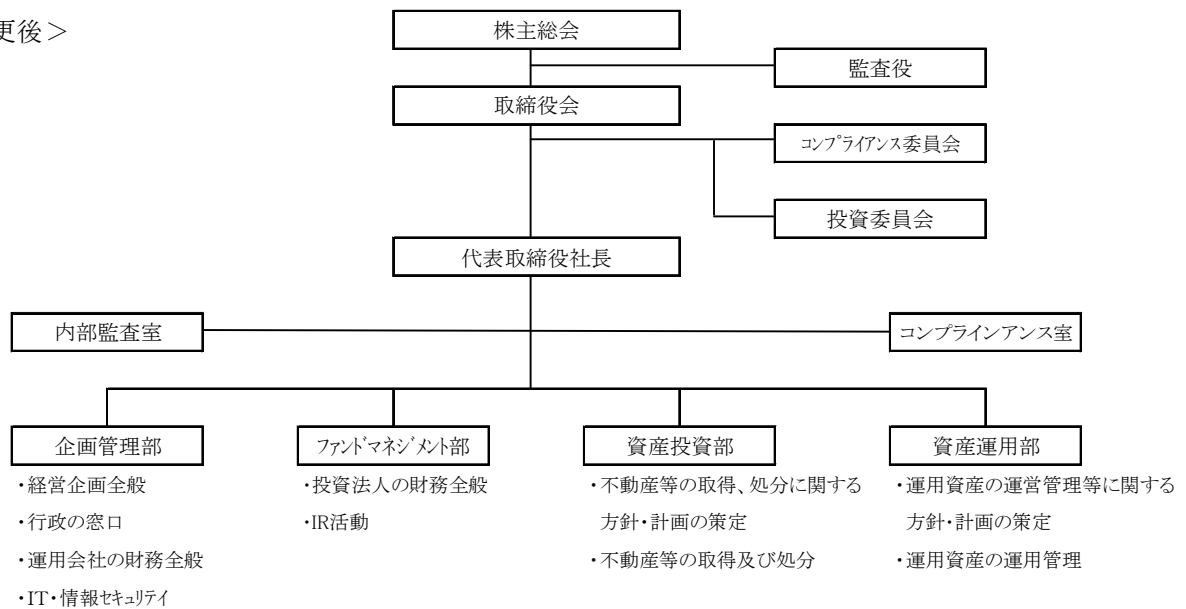 更後＞
株主総会
監査役
取締役会
コンプライアンス委員会
投資委員会
代表取締役社長
内部監査室
コンプラインアンス室
企画管理部
ファンドマネジメント部
資産投資部
資産運用部
・経営企画全般
・行政の窓口
・運用会社の財務全般
・IT・情報セキュリテイ
・投資法人の財務全般
・IR活動
・不動産等の取得、処分に関する
方針・計画の策定
・不動産等の取得及び処分
・運用資産の運営管理等に関する
方針・計画の策定
・運用資産の運用管理